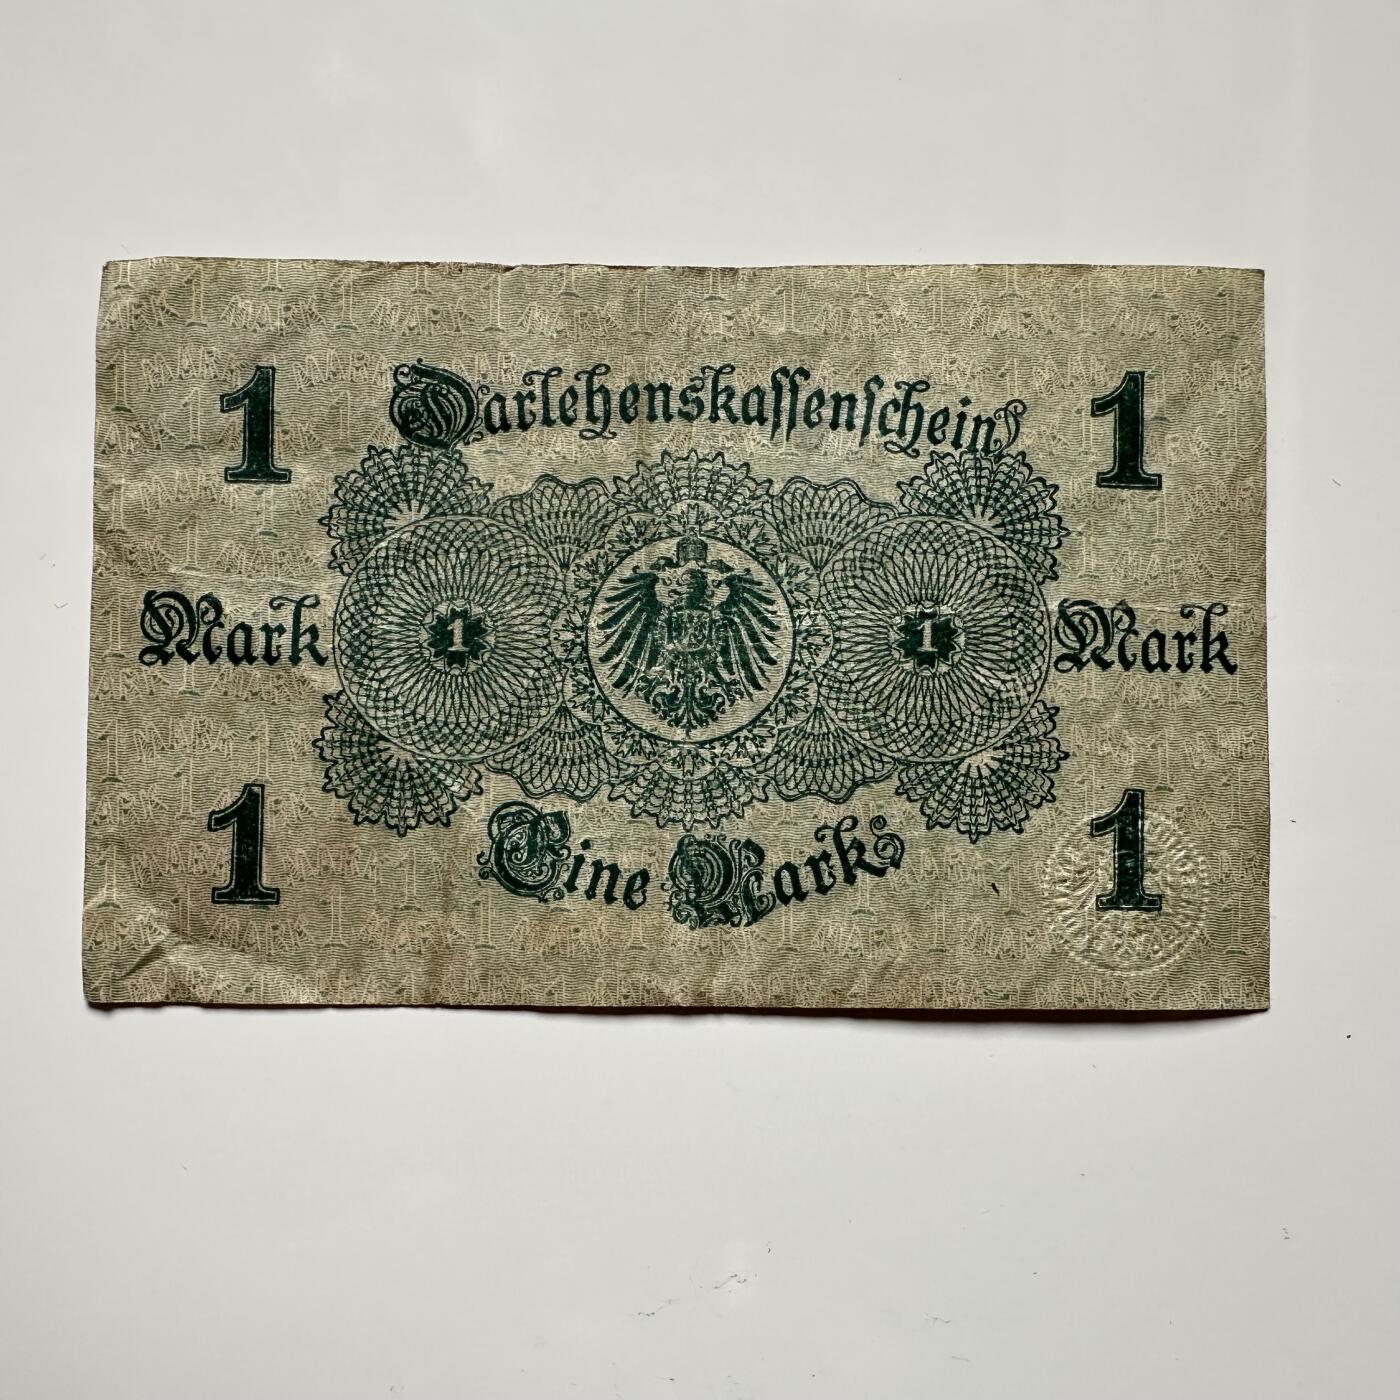 1 Darlehenskassenschein 1
Mark 1 1 Mark
Eine Mark
1 1